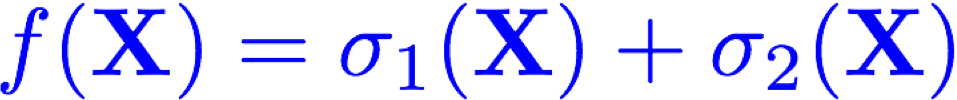 f(𝐗) = σ₁(𝐗) + σ₂(𝐗)